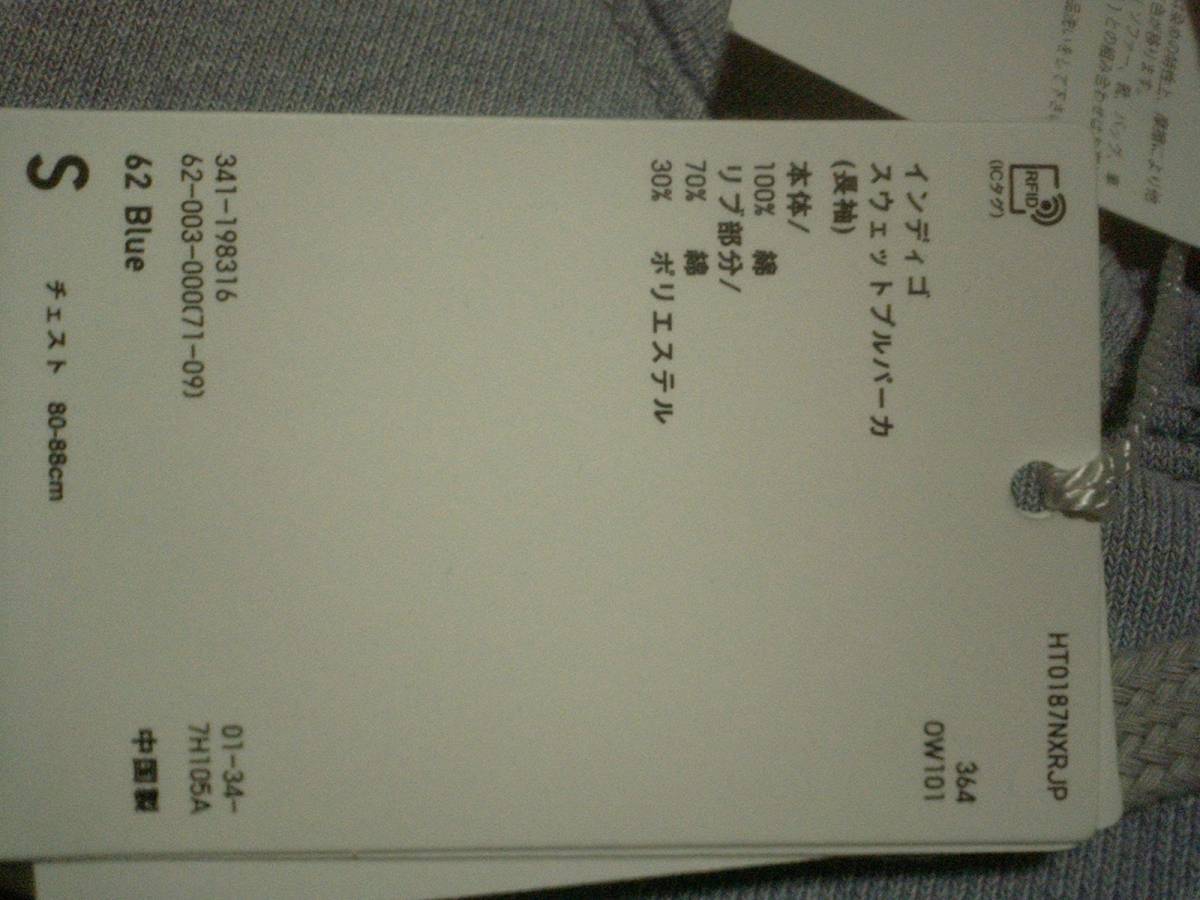 RFID
(ICタグ)
HT0187NXRJP
364
OW101
インディゴ
スウェットプルパーカ
(長袖)
本体/
100% 綿
リブ部分/
70% 綿
30% ポリエステル
341-198316
62-003-000(71-09)
01-34-
7H105A
62 Blue
中国製
S チェスト 80-88cm